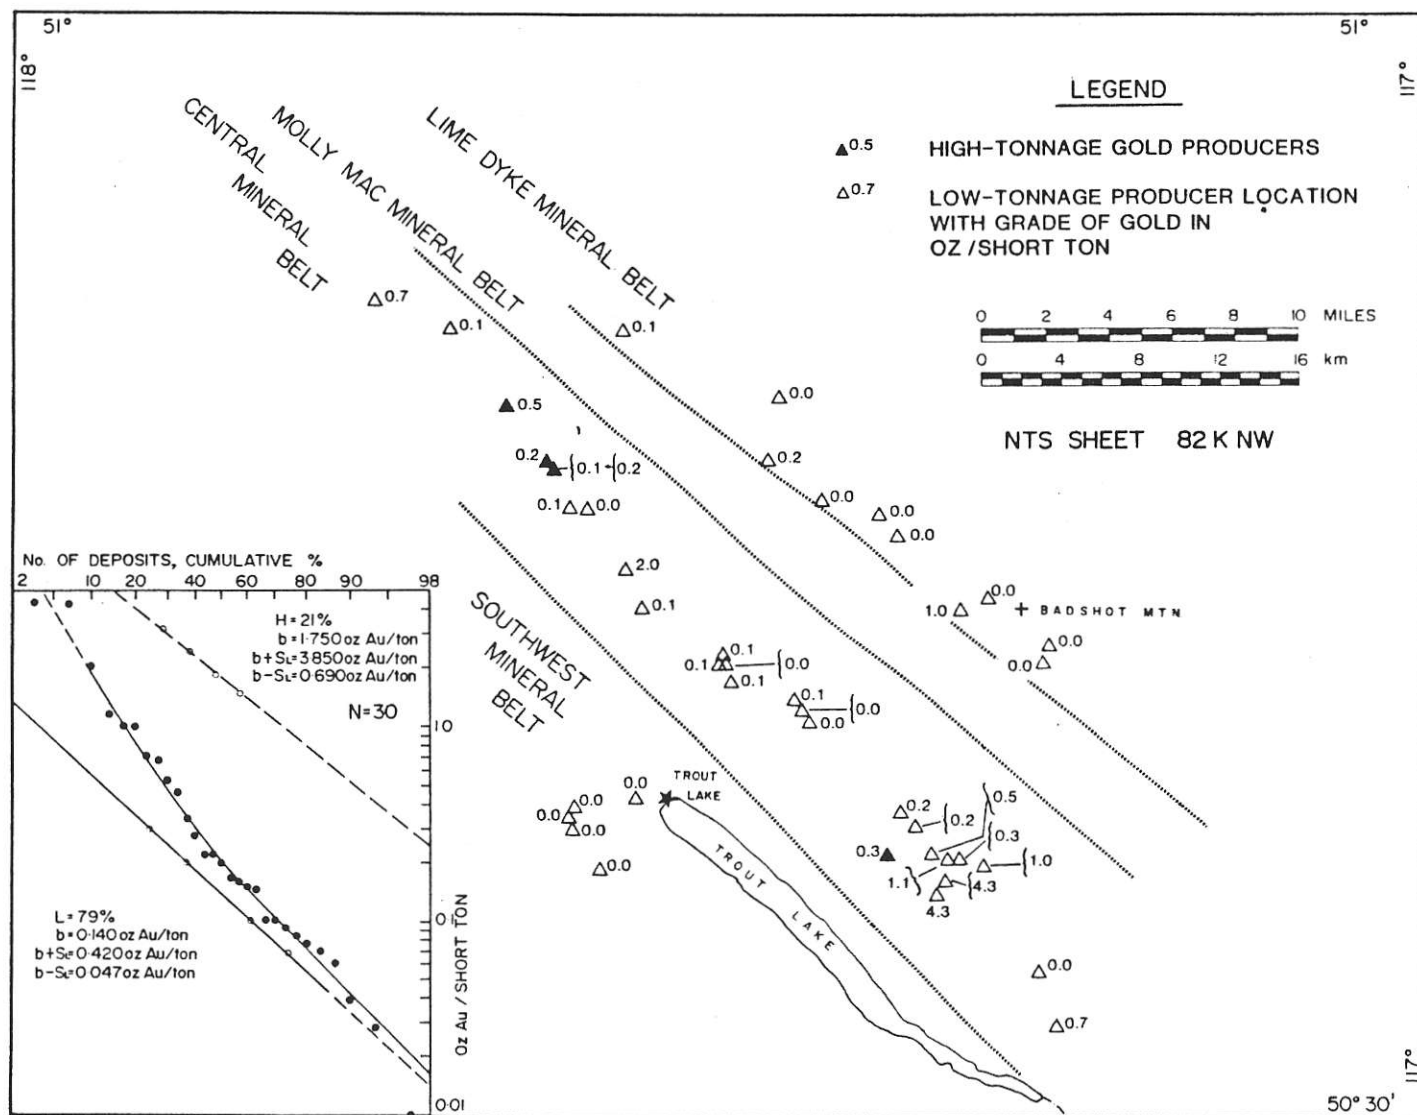 51°
51°
118°
117°
LEGEND
▲0.5 HIGH-TONNAGE GOLD PRODUCERS
△0.7 LOW-TONNAGE PRODUCER LOCATION
WITH GRADE OF GOLD IN
OZ/SHORT TON
0 2 4 6 8 10 MILES
0 4 8 12 16 km
NTS SHEET 82 K NW
CENTRAL
MINERAL
BELT
MOLLY MAC MINERAL BELT
LIME DYKE MINERAL BELT
0.7
0.1
0.1
0.0
0.5
0.2
0.2
{0.1 {0.2
0.0
0.1
0.0
0.0
0.0
2.0
0.1
0.0
1.0
BADSHOT MTN
0.0
0.0
SOUTHWEST
MINERAL
BELT
0.1
0.1
{0.0
0.1
0.1
{0.0
0.0
0.0
TROUT
LAKE
0.0
0.0
0.0
0.0
TROUT LAKE
0.5
0.2
{0.2
{0.3
0.3
{1.0
1.1
{4.3
4.3
0.0
0.7
No. OF DEPOSITS, CUMULATIVE %
2 10 20 40 60 80 90 98
H = 21%
b = 1.750 oz Au/ton
b+SL=3.850oz Au/ton
b-SL=0.690oz Au/ton
N=30
1.0
0.1
0.01
Oz Au / SHORT TON
L = 79%
b=0.140 oz Au/ton
b+SL=0.420 oz Au/ton
b-SL=0.047oz Au/ton
117°
50° 30'